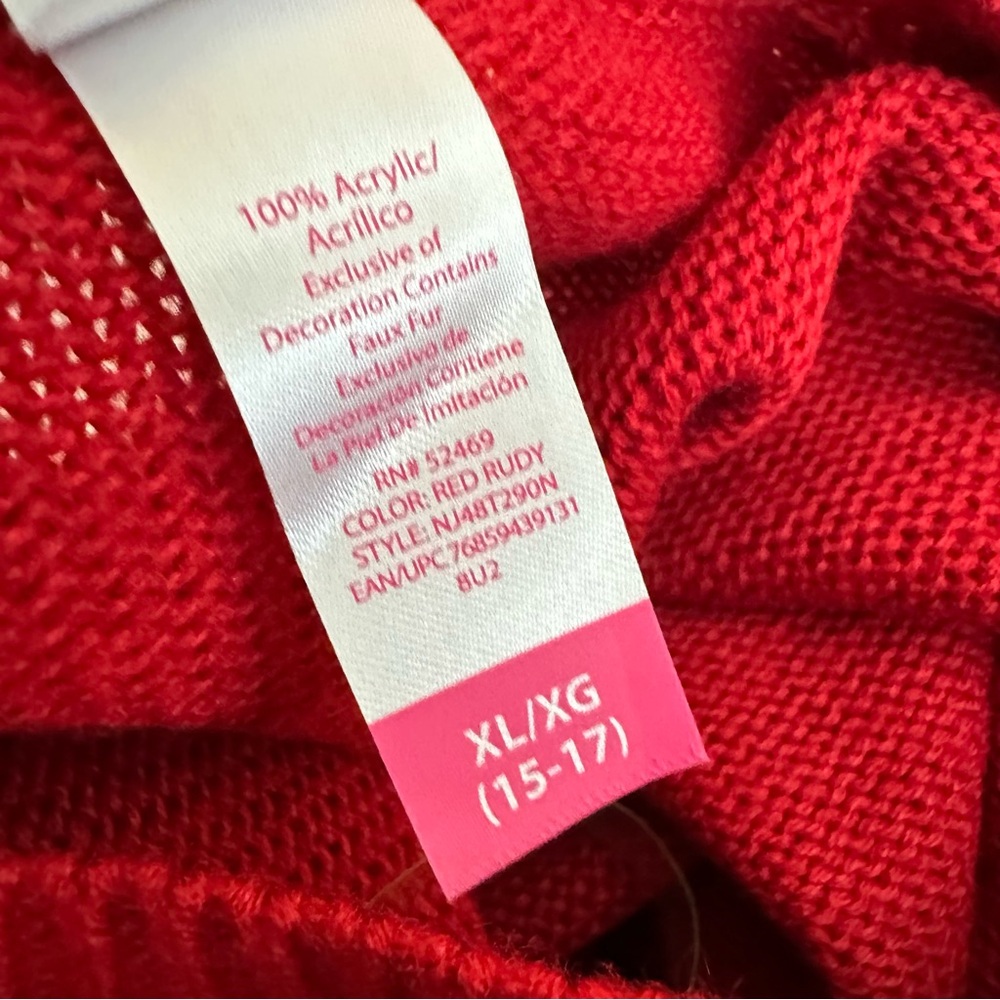 100% Acrylic/
Acrílico
Exclusive of
Decoration Contains
Faux Fur
Exclusivo de
Decoración contiene
La Piel De Imitación
RN# 52469
COLOR: RED RUDY
STYLE: NJ48T290N
EAN/UPC 76859439131
8U2
XL/XG
(15-17)